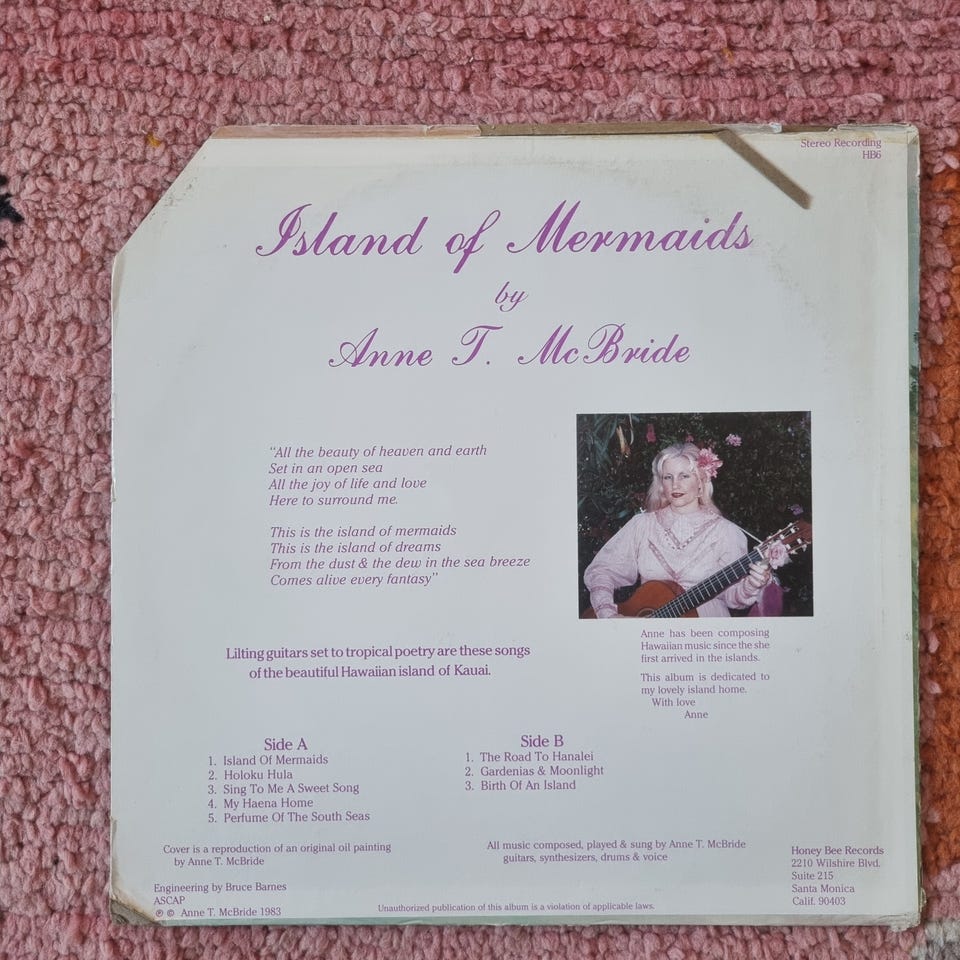 Stereo Recording
HB6
Island of Mermaids
by
Anne T. McBride
"All the beauty of heaven and earth
Set in an open sea
All the joy of life and love
Here to surround me.
This is the island of mermaids
This is the island of dreams
From the dust & the dew in the sea breeze
Comes alive every fantasy"
Anne has been composing
Hawaiian music since the she
first arrived in the islands.
This album is dedicated to
my lovely island home.
With love
Anne
Lilting guitars set to tropical poetry are these songs
of the beautiful Hawaiian island of Kauai.
Side A
1. Island Of Mermaids
2. Holoku Hula
3. Sing To Me A Sweet Song
4. My Haena Home
5. Perfume Of The South Seas
Side B
1. The Road To Hanalei
2. Gardenias & Moonlight
3. Birth Of An Island
Cover is a reproduction of an original oil painting
by Anne T. McBride
All music composed, played & sung by Anne T. McBride
guitars, synthesizers, drums & voice
Honey Bee Records
2210 Wilshire Blvd.
Suite 215
Santa Monica
Calif. 90403
Engineering by Bruce Barnes
ASCAP
℗ © Anne T. McBride 1983
Unauthorized publication of this album is a violation of applicable laws.